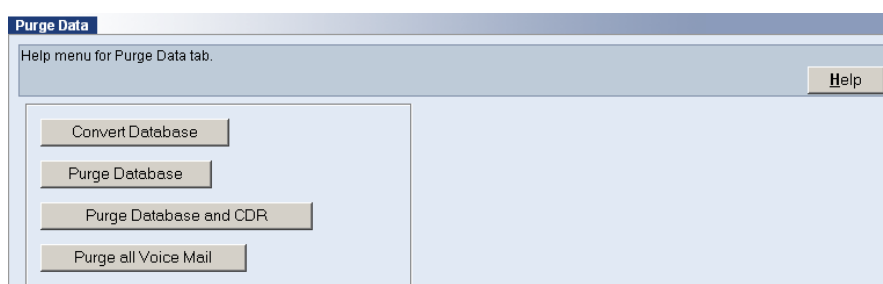 Purge Data
Help menu for Purge Data tab.
Help
Convert Database
Purge Database
Purge Database and CDR
Purge all Voice Mail